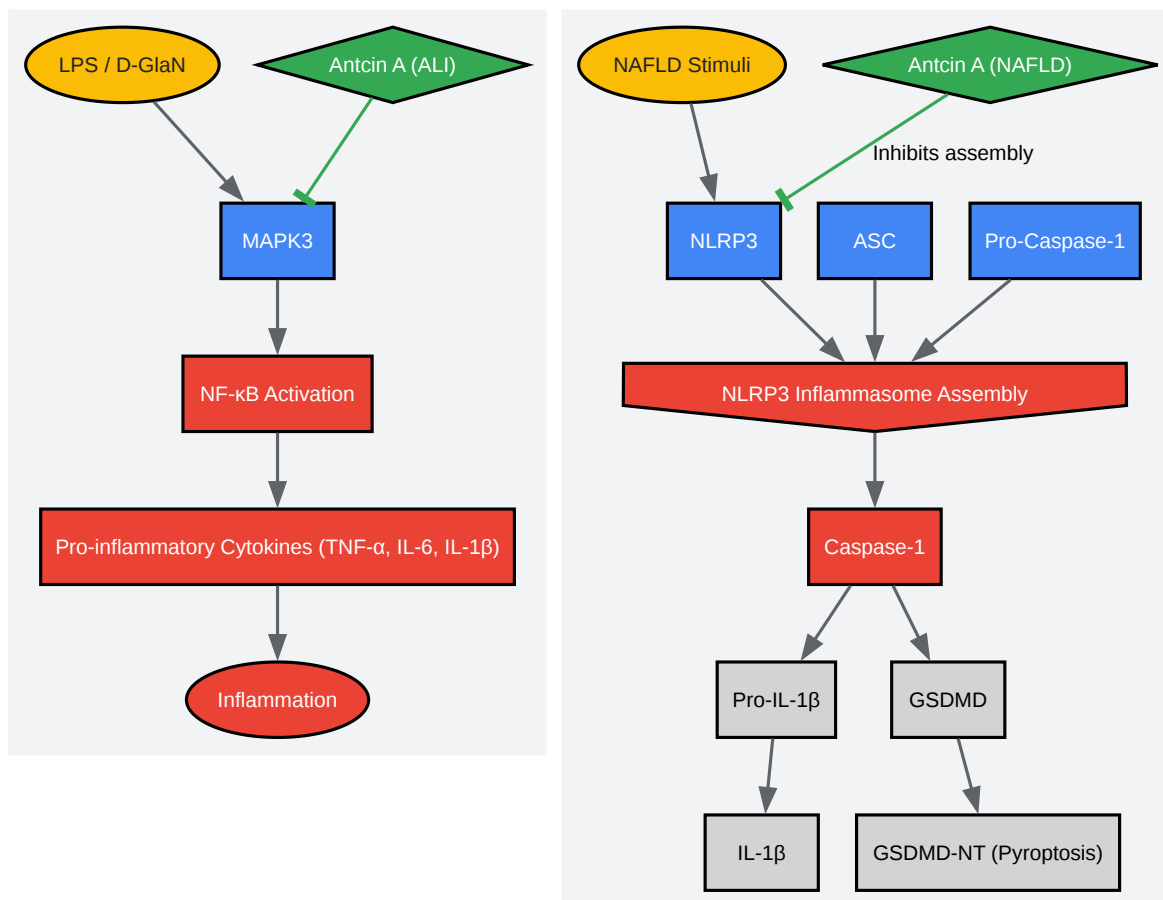 LPS / D-GlaN
Antcin A (ALI)
MAPK3
NF-κB Activation
Pro-inflammatory Cytokines (TNF-α, IL-6, IL-1β)
Inflammation
NAFLD Stimuli
Antcin A (NAFLD)
Inhibits assembly
NLRP3
ASC
Pro-Caspase-1
NLRP3 Inflammasome Assembly
Caspase-1
Pro-IL-1β
GSDMD
IL-1β
GSDMD-NT (Pyroptosis)